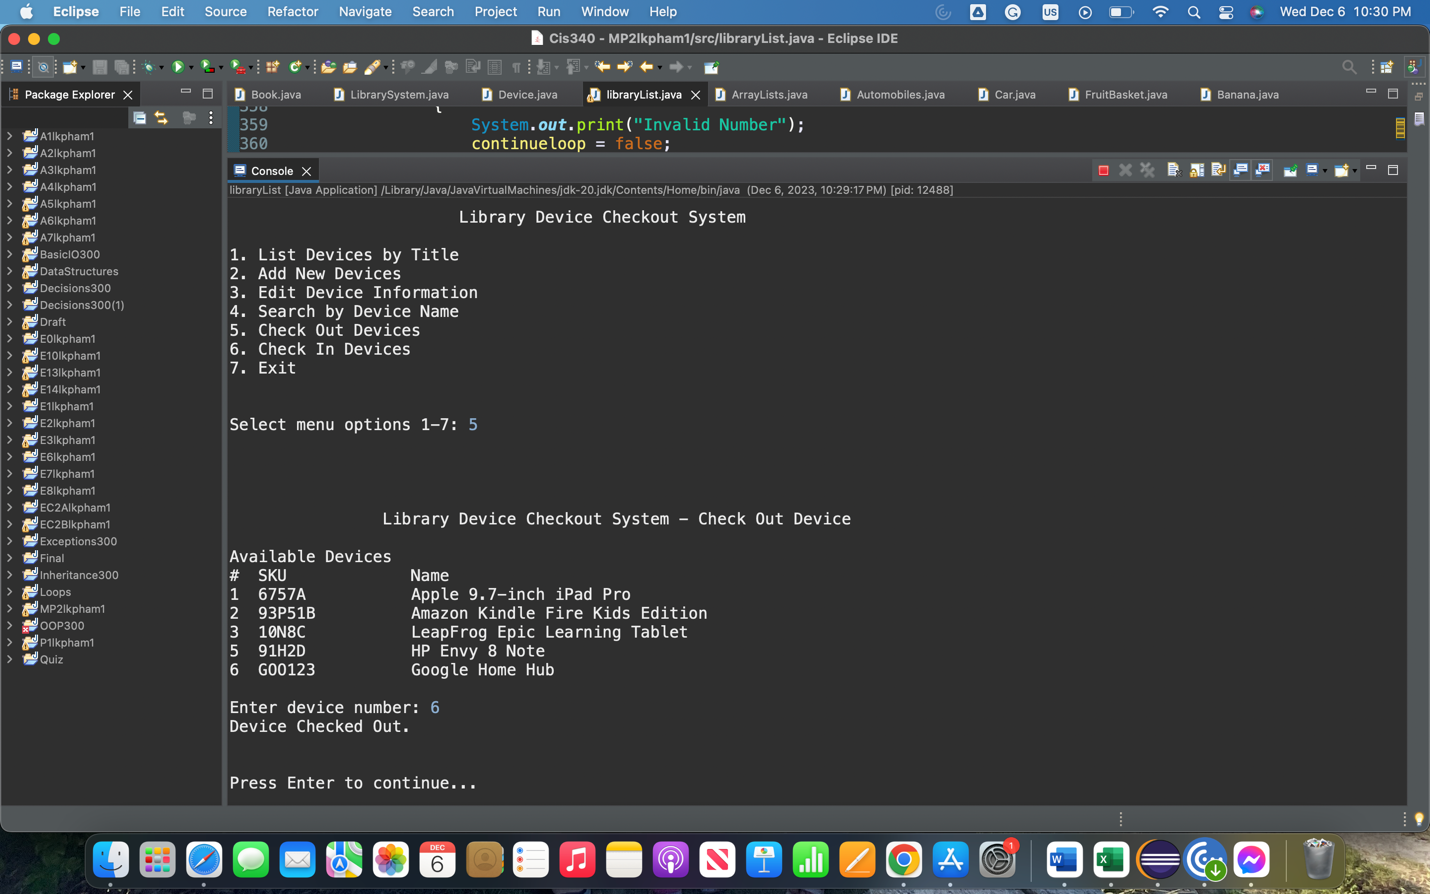 Eclipse File Edit Source Refactor Navigate Search Project Run Window Help US Wed Dec 6 10:30 PM
Cis340 - MP2lkpham1/src/libraryList.java - Eclipse IDE
Package Explorer
Book.java LibrarySystem.java Device.java libraryList.java ArrayLists.java Automobiles.java Car.java FruitBasket.java Banana.java
358 {
359 System.out.print("Invalid Number");
360 continueloop = false;
A1lkpham1
A2lkpham1
A3lkpham1
A4lkpham1
A5lkpham1
A6lkpham1
A7lkpham1
BasicIO300
DataStructures
Decisions300
Decisions300(1)
Draft
E0lkpham1
E10lkpham1
E13lkpham1
E14lkpham1
E1lkpham1
E2lkpham1
E3lkpham1
E6lkpham1
E7lkpham1
E8lkpham1
EC2Alkpham1
EC2Blkpham1
Exceptions300
Final
Inheritance300
Loops
MP2lkpham1
OOP300
P1lkpham1
Quiz
Console
libraryList [Java Application] /Library/Java/JavaVirtualMachines/jdk-20.jdk/Contents/Home/bin/java (Dec 6, 2023, 10:29:17 PM) [pid: 12488]
Library Device Checkout System
1. List Devices by Title
2. Add New Devices
3. Edit Device Information
4. Search by Device Name
5. Check Out Devices
6. Check In Devices
7. Exit
Select menu options 1-7: 5
Library Device Checkout System - Check Out Device
Available Devices
# SKU Name
1 6757A Apple 9.7-inch iPad Pro
2 93P51B Amazon Kindle Fire Kids Edition
3 10N8C LeapFrog Epic Learning Tablet
5 91H2D HP Envy 8 Note
6 GOO123 Google Home Hub
Enter device number: 6
Device Checked Out.
Press Enter to continue...
DEC
6
1